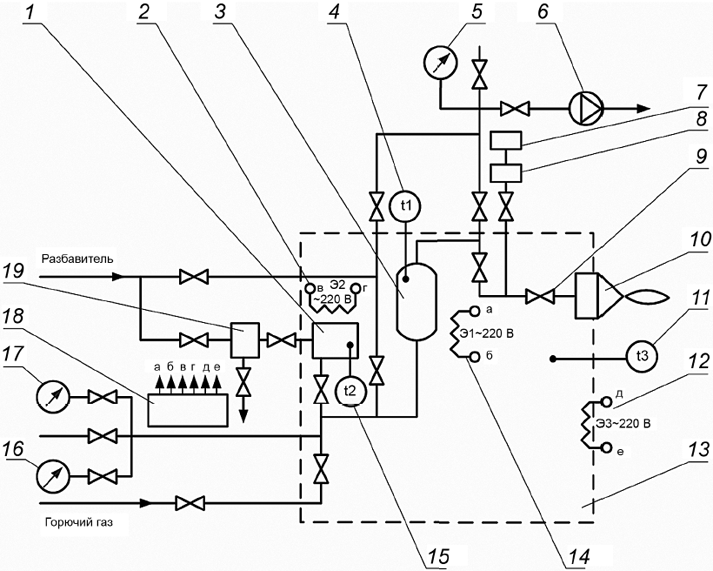 1 2 3 4 5 6
7
8
9
t1
Разбавитель
в Э2 г
~220 В
10
19
а
Э1~220 В
б
11
t3
18
17
а б в г д е
t2
12
д
Э3~220 В
е
16
13
Горючий газ
15 14